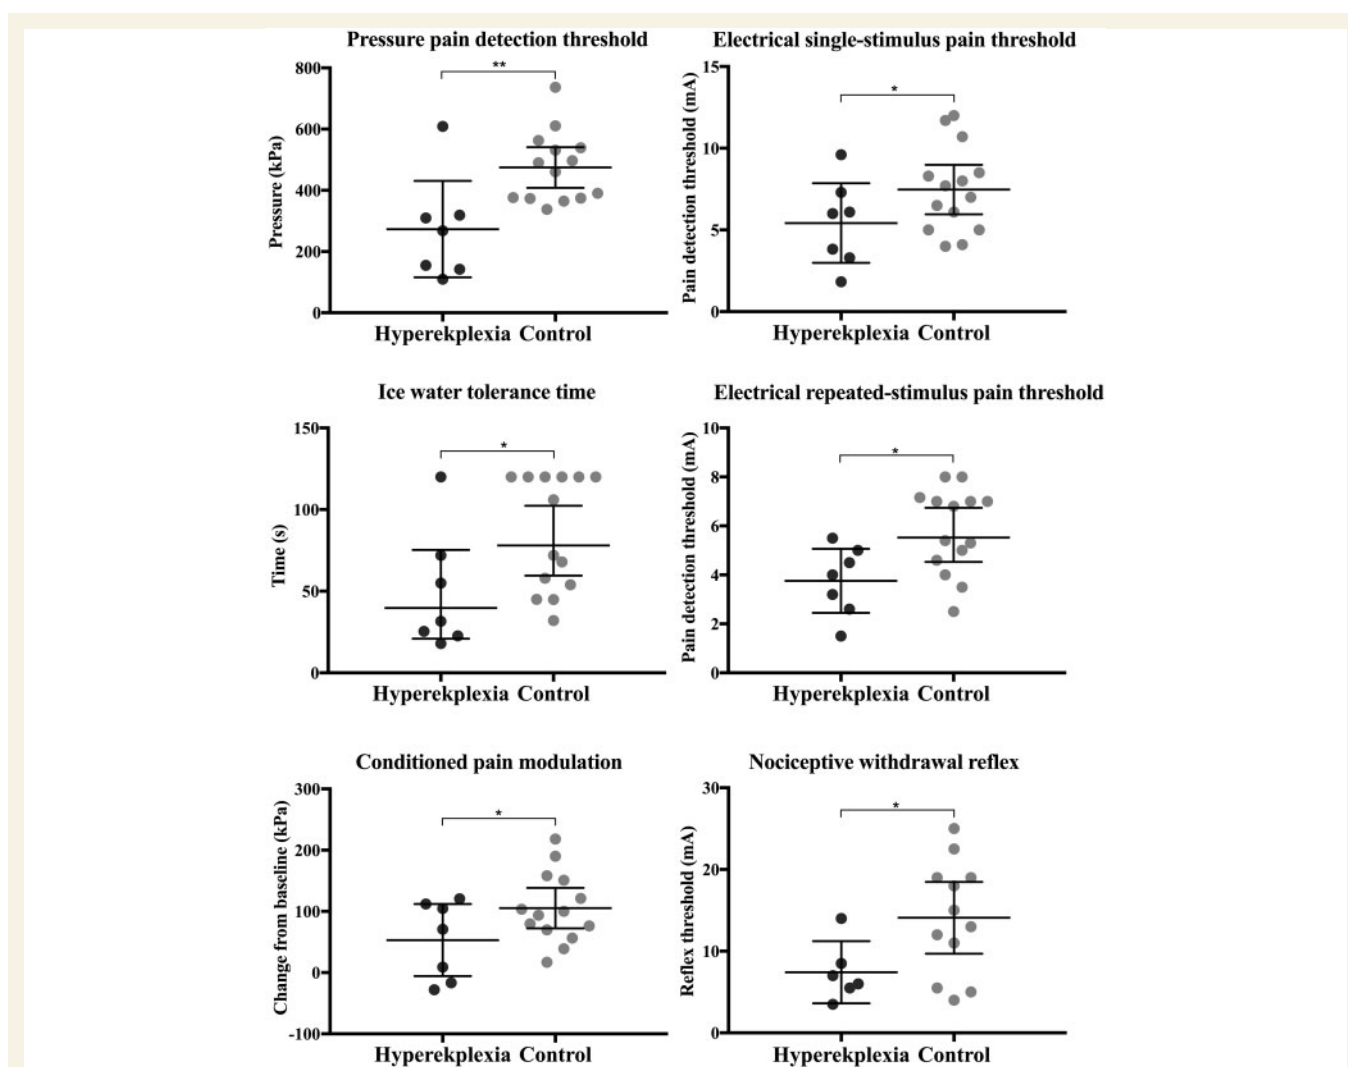 Pressure pain detection threshold
Pressure (kPa)
800
600
400
200
0
**
Hyperekplexia Control
Electrical single-stimulus pain threshold
Pain detection threshold (mA)
15
10
5
0
*
Hyperekplexia Control
Ice water tolerance time
Time (s)
150
100
50
0
*
Hyperekplexia Control
Electrical repeated-stimulus pain threshold
Pain detection threshold (mA)
10
8
6
4
2
0
*
Hyperekplexia Control
Conditioned pain modulation
Change from baseline (kPa)
300
200
100
0
-100
*
Hyperekplexia Control
Nociceptive withdrawal reflex
Reflex threshold (mA)
30
20
10
0
*
Hyperekplexia Control